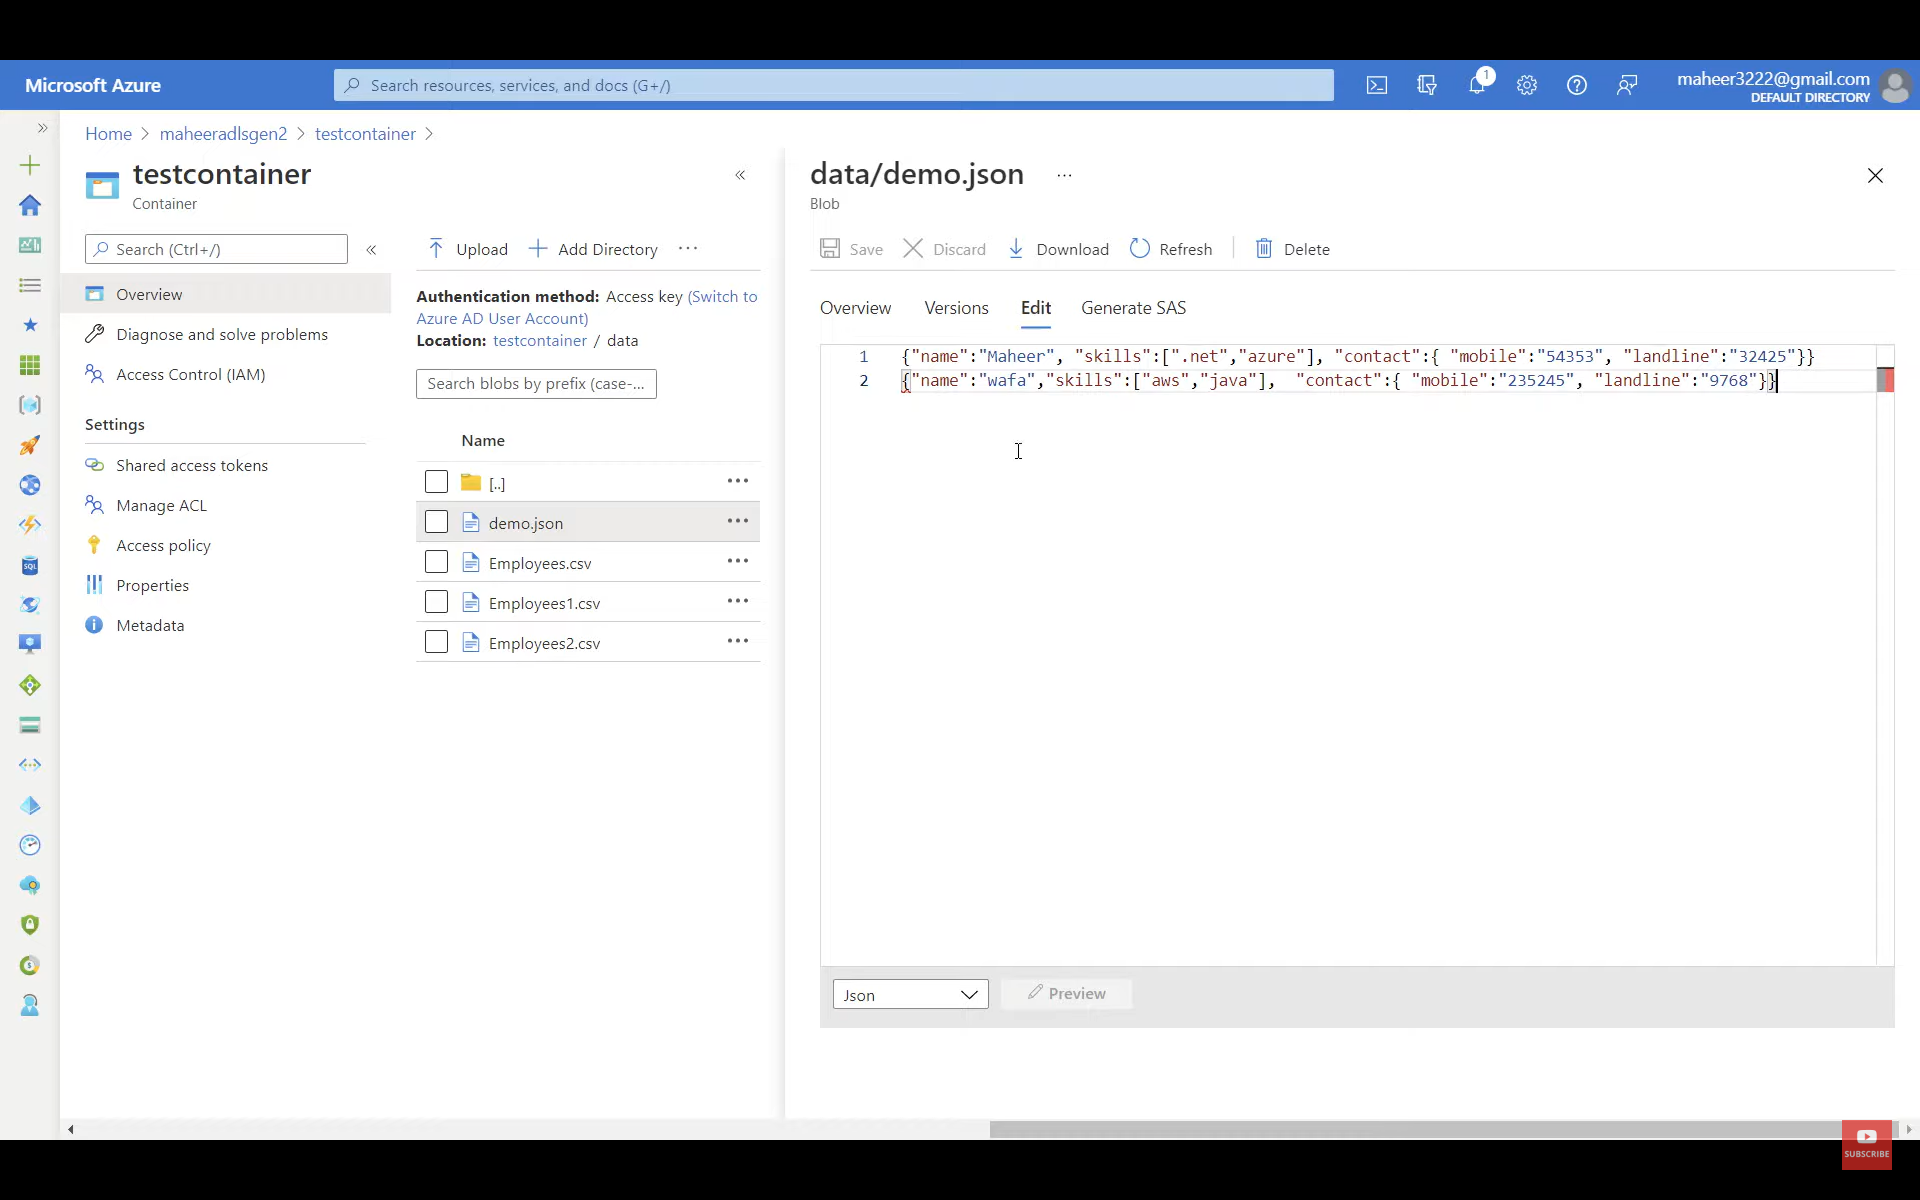 Microsoft Azure
Search resources, services, and docs (G+/)
1
maheer3222@gmail.com
DEFAULT DIRECTORY
Home > maheeradlsgen2 > testcontainer >
testcontainer
Container
Search (Ctrl+/)
Overview
Diagnose and solve problems
Access Control (IAM)
Settings
Shared access tokens
Manage ACL
Access policy
Properties
Metadata
Upload
Add Directory
Authentication method: Access key (Switch to
Azure AD User Account)
Location: testcontainer / data
Search blobs by prefix (case-...
Name
[..]
demo.json
Employees.csv
Employees1.csv
Employees2.csv
data/demo.json ...
Blob
Save
Discard
Download
Refresh
Delete
Overview
Versions
Edit
Generate SAS
1 {"name":"Maheer", "skills":[".net","azure"], "contact":{ "mobile":"54353", "landline":"32425"}}
2 {"name":"wafa","skills":["aws","java"],  "contact":{ "mobile":"235245", "landline":"9768"}}
Json
Preview
SQL
SUBSCRIBE